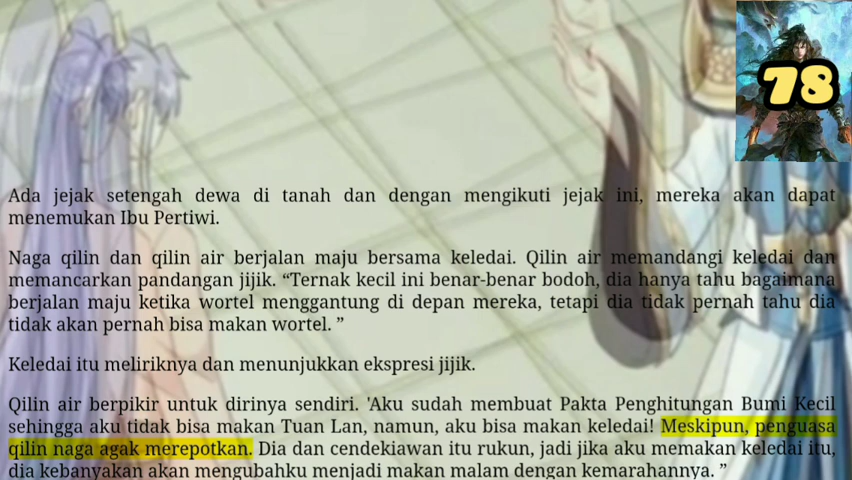 78
Ada jejak setengah dewa di tanah dan dengan mengikuti jejak ini, mereka akan dapat
menemukan Ibu Pertiwi.
Naga qilin dan qilin air berjalan maju bersama keledai. Qilin air memandangi keledai dan
memancarkan pandangan jijik. “Ternak kecil ini benar-benar bodoh, dia hanya tahu bagaimana
berjalan maju ketika wortel menggantung di depan mereka, tetapi dia tidak pernah tahu dia
tidak akan pernah bisa makan wortel. ”
Keledai itu meliriknya dan menunjukkan ekspresi jijik.
Qilin air berpikir untuk dirinya sendiri. 'Aku sudah membuat Pakta Penghitungan Bumi Kecil
sehingga aku tidak bisa makan Tuan Lan, namun, aku bisa makan keledai! Meskipun, penguasa
qilin naga agak merepotkan. Dia dan cendekiawan itu rukun, jadi jika aku memakan keledai itu,
dia kebanyakan akan mengubahku menjadi makan malam dengan kemarahannya. ”